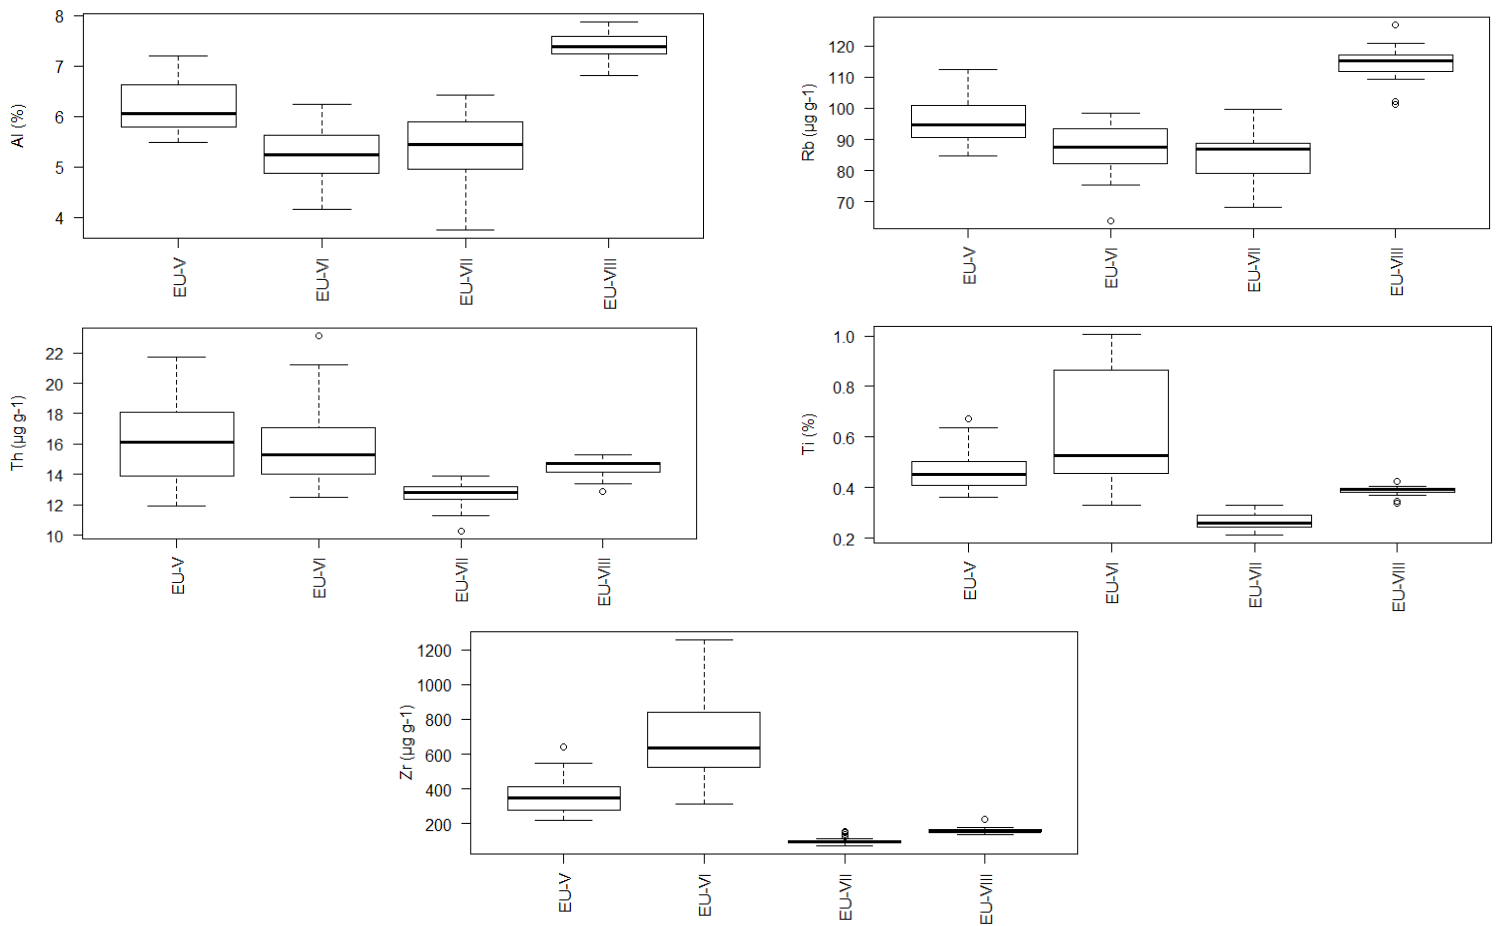 Al (%)
8
7
6
5
4
EU-V
EU-VI
EU-VII
EU-VIII
Rb (µg g-1)
120
110
100
90
80
70
EU-V
EU-VI
EU-VII
EU-VIII
Th (µg g-1)
22
20
18
16
14
12
10
EU-V
EU-VI
EU-VII
EU-VIII
Ti (%)
1.0
0.8
0.6
0.4
0.2
EU-V
EU-VI
EU-VII
EU-VIII
Zr (µg g-1)
1200
1000
800
600
400
200
EU-V
EU-VI
EU-VII
EU-VIII